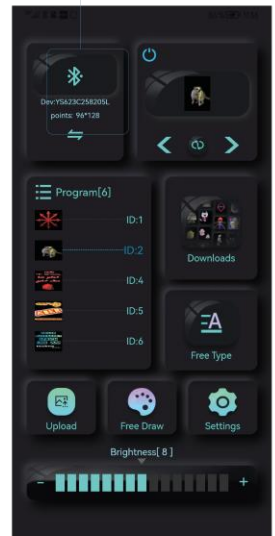 Dev:YS623C258205L
points: 96*128
Program[6]
ID:1
ID:2
ID:4
ID:5
ID:6
Downloads
Free Type
Upload
Free Draw
Settings
Brightness[ 8 ]
- +